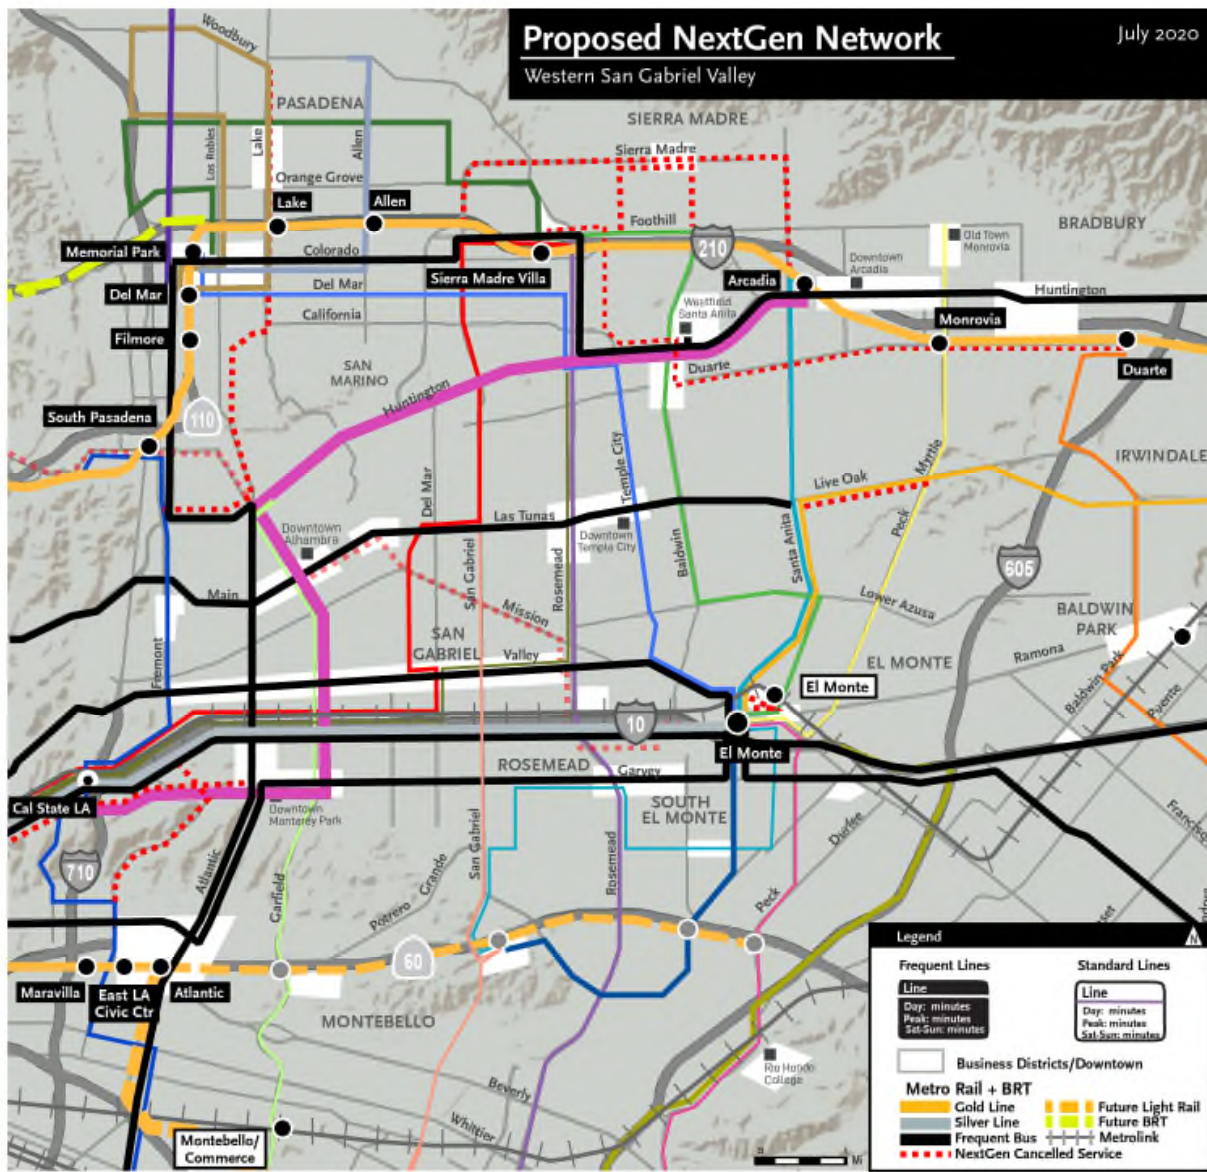 Proposed NextGen Network
July 2020
Western San Gabriel Valley
Woodbury
PASADENA
SIERRA MADRE
Los Robles
Lake
Allen
Sierra Madre
Orange Grove
Lake
Allen
Foothill
BRADBURY
Memorial Park
Colorado
Sierra Madre Villa
210
Old Town
Monrovia
Downtown
Arcadia
Arcadia
Del Mar
Del Mar
Huntington
California
Westfield
Santa Anita
Filmore
Monrovia
SAN
MARINO
Duarte
Duarte
Huntington
South Pasadena
110
Del Mar
Temple City
Myrtle
IRWINDALE
Live Oak
Las Tunas
Downtown
Alhambra
Downtown
Temple City
Peck
San Gabriel
Rosemead
Baldwin
Santa Anita
605
Main
Mission
Lower Azusa
BALDWIN
PARK
Fremont
SAN
GABRIEL
Valley
EL MONTE
Ramona
Baldwin Park
Puente
El Monte
10
El Monte
ROSEMEAD
Garvey
Cal State LA
Downtown
Monterey Park
SOUTH
EL MONTE
Durfee
Francisq
710
Atlantic
Garfield
Potrero Grande
San Gabriel
Rosemead
Peck
60
Maravilla
East LA
Civic Ctr
Atlantic
MONTEBELLO
Rio Hondo
College
Beverly
Whittier
Montebello/
Commerce
Legend
N
Frequent Lines
Standard Lines
Line
Day: minutes
Peak: minutes
Sat-Sun: minutes
Line
Day: minutes
Peak: minutes
Sat-Sun: minutes
Business Districts/Downtown
Metro Rail + BRT
Gold Line
Future Light Rail
Silver Line
Future BRT
Frequent Bus
Metrolink
NextGen Cancelled Service
Mi